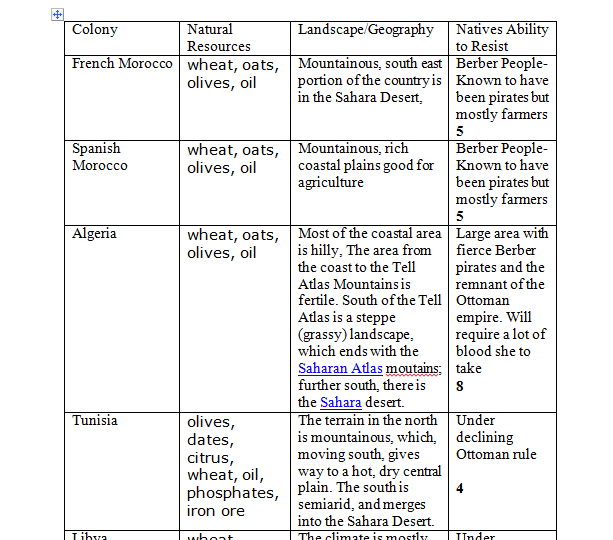 Colony
Natural
Resources
Landscape/Geography
Natives Ability
to Resist
French Morocco
wheat, oats,
olives, oil
Mountainous, south east
portion of the country is
in the Sahara Desert,
Berber People-
Known to have
been pirates but
mostly farmers
5
Spanish
Morocco
wheat, oats,
olives, oil
Mountainous, rich
coastal plains good for
agriculture
Berber People-
Known to have
been pirates but
mostly farmers
5
Algeria
wheat, oats,
olives, oil
Most of the coastal area
is hilly, The area from
the coast to the Tell
Atlas Mountains is
fertile. South of the Tell
Atlas is a steppe
(grassy) landscape,
which ends with the
Saharan Atlas moutains;
further south, there is
the Sahara desert.
Large area with
fierce Berber
pirates and the
remnant of the
Ottoman
empire. Will
require a lot of
blood she to
take
8
Tunisia
olives,
dates,
citrus,
wheat, oil,
phosphates,
iron ore
The terrain in the north
is mountainous, which,
moving south, gives
way to a hot, dry central
plain. The south is
semiarid, and merges
into the Sahara Desert.
Under
declining
Ottoman rule
4
Libya
wheat
The climate is mostly
Under